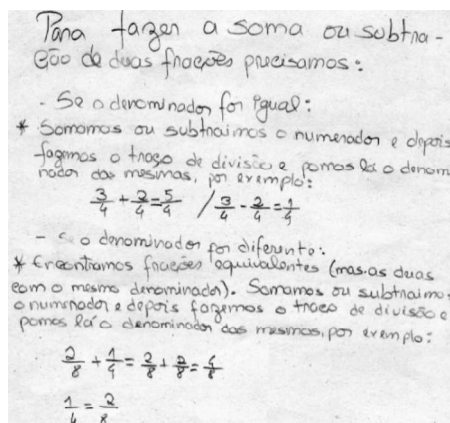 Para fazer a soma ou subtra-
ção de duas frações precisamos:
- Se o denominador for igual:
* Somamos ou subtraimos o numerador e depois
fazemos o traço de divisão e pomos lá o denomi
nador das mesmas, por exemplo:
3/4 + 2/4 = 5/4 / 3/4 - 2/4 = 1/4
- Se o denominador for diferente:
* Encontramos frações equivalentes (mas as duas
com o mesmo denominador). Somamos ou subtraimos
o numerador e depois fazemos o traço de divisão e
pomos lá o denominador das mesmas, por exemplo:
2/8 + 1/4 = 2/8 + 2/8 = 4/8
1/4 = 2/8